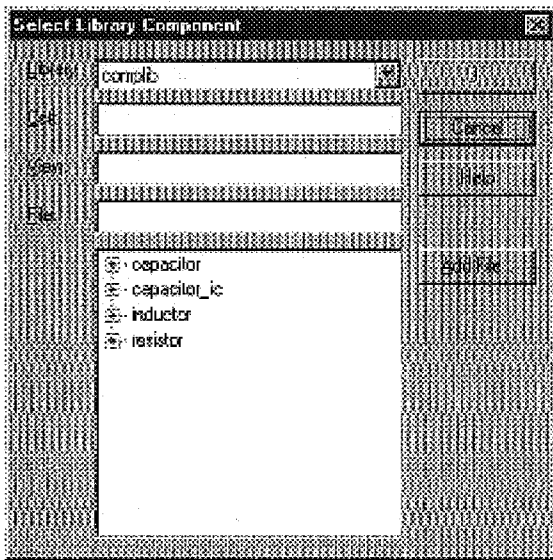 Select Library Component
Library
complib
Cell
Cancel
View
Help
File
Add File
capacitor
capacitor_ic
inductor
resistor